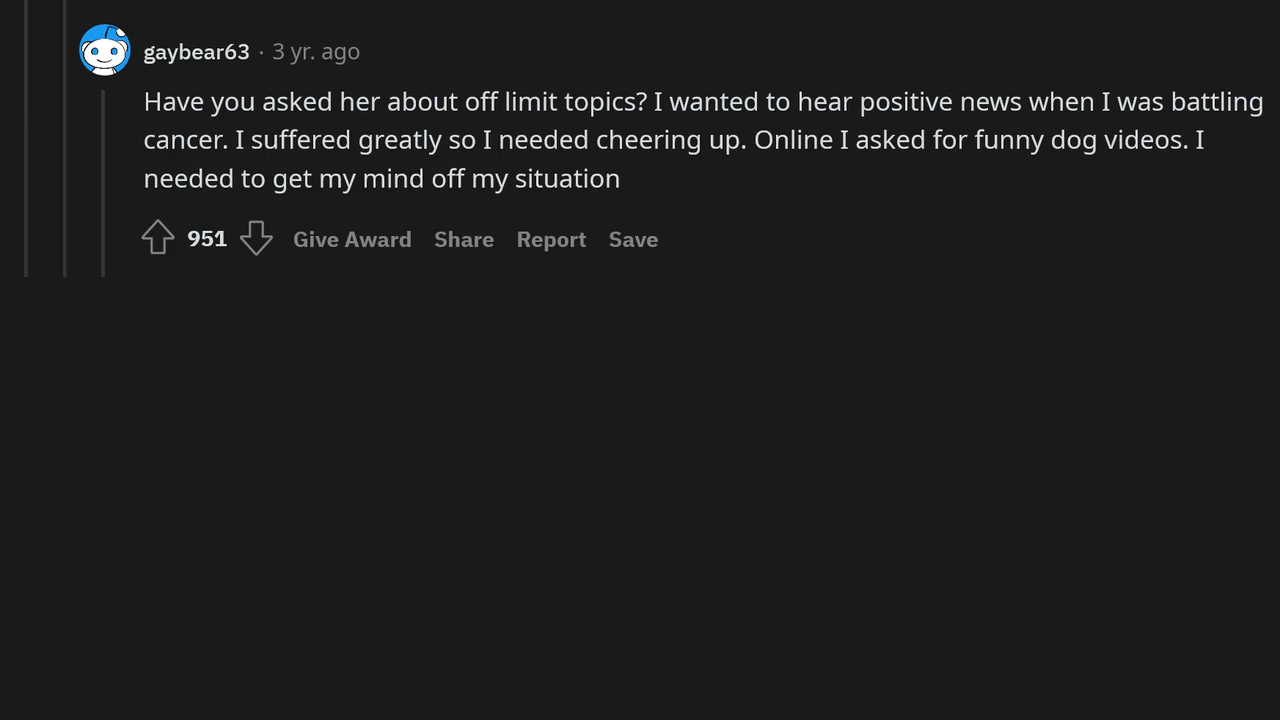 gaybear63 · 3 yr. ago
Have you asked her about off limit topics? I wanted to hear positive news when I was battling
cancer. I suffered greatly so I needed cheering up. Online I asked for funny dog videos. I
needed to get my mind off my situation
951 Give Award Share Report Save